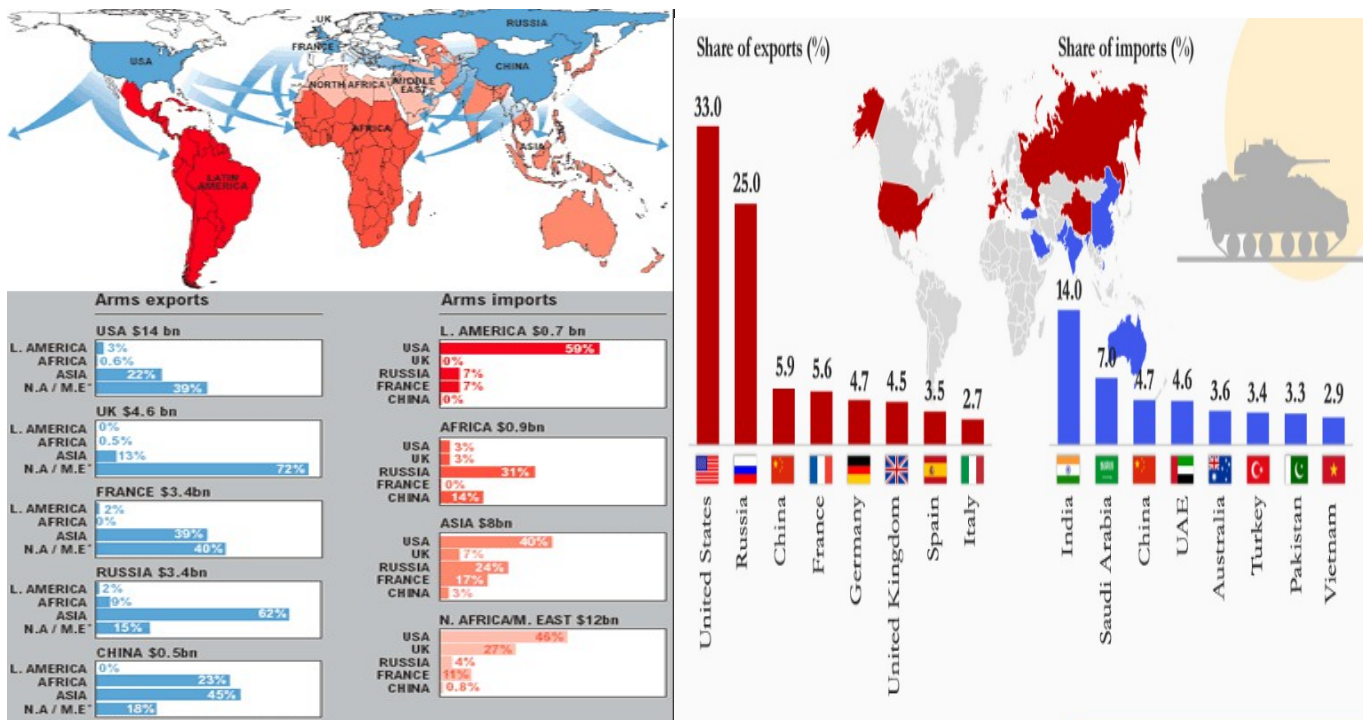 UK
RUSSIA
FRANCE
USA
CHINA
NORTH AFRICA
MIDDLE
EAST
AFRICA
ASIA
LATIN
AMERICA
Arms exports
USA $14 bn
L. AMERICA 3%
AFRICA 0.6%
ASIA 22%
N.A / M.E* 39%
UK $4.6 bn
L. AMERICA 0%
AFRICA 0.5%
ASIA 13%
N.A / M.E* 72%
FRANCE $3.4bn
L. AMERICA 2%
AFRICA 0%
ASIA 39%
N.A / M.E* 40%
RUSSIA $3.4bn
L. AMERICA 2%
AFRICA 9%
ASIA 62%
N.A / M.E* 15%
CHINA $0.5bn
L. AMERICA 0%
AFRICA 23%
ASIA 45%
N.A / M.E* 18%
Arms imports
L. AMERICA $0.7 bn
USA 59%
UK 0%
RUSSIA 7%
FRANCE 7%
CHINA 0%
AFRICA $0.9bn
USA 3%
UK 3%
RUSSIA 31%
FRANCE 0%
CHINA 14%
ASIA $8bn
USA 40%
UK 7%
RUSSIA 24%
FRANCE 17%
CHINA 3%
N. AFRICA/M. EAST $12bn
USA 46%
UK 27%
RUSSIA 4%
FRANCE 11%
CHINA 0.8%
Share of exports (%)
33.0
25.0
5.9
5.6
4.7
4.5
3.5
2.7
United States
Russia
China
France
Germany
United Kingdom
Spain
Italy
Share of imports (%)
14.0
7.0
4.7
4.6
3.6
3.4
3.3
2.9
India
Saudi Arabia
China
UAE
Australia
Turkey
Pakistan
Vietnam